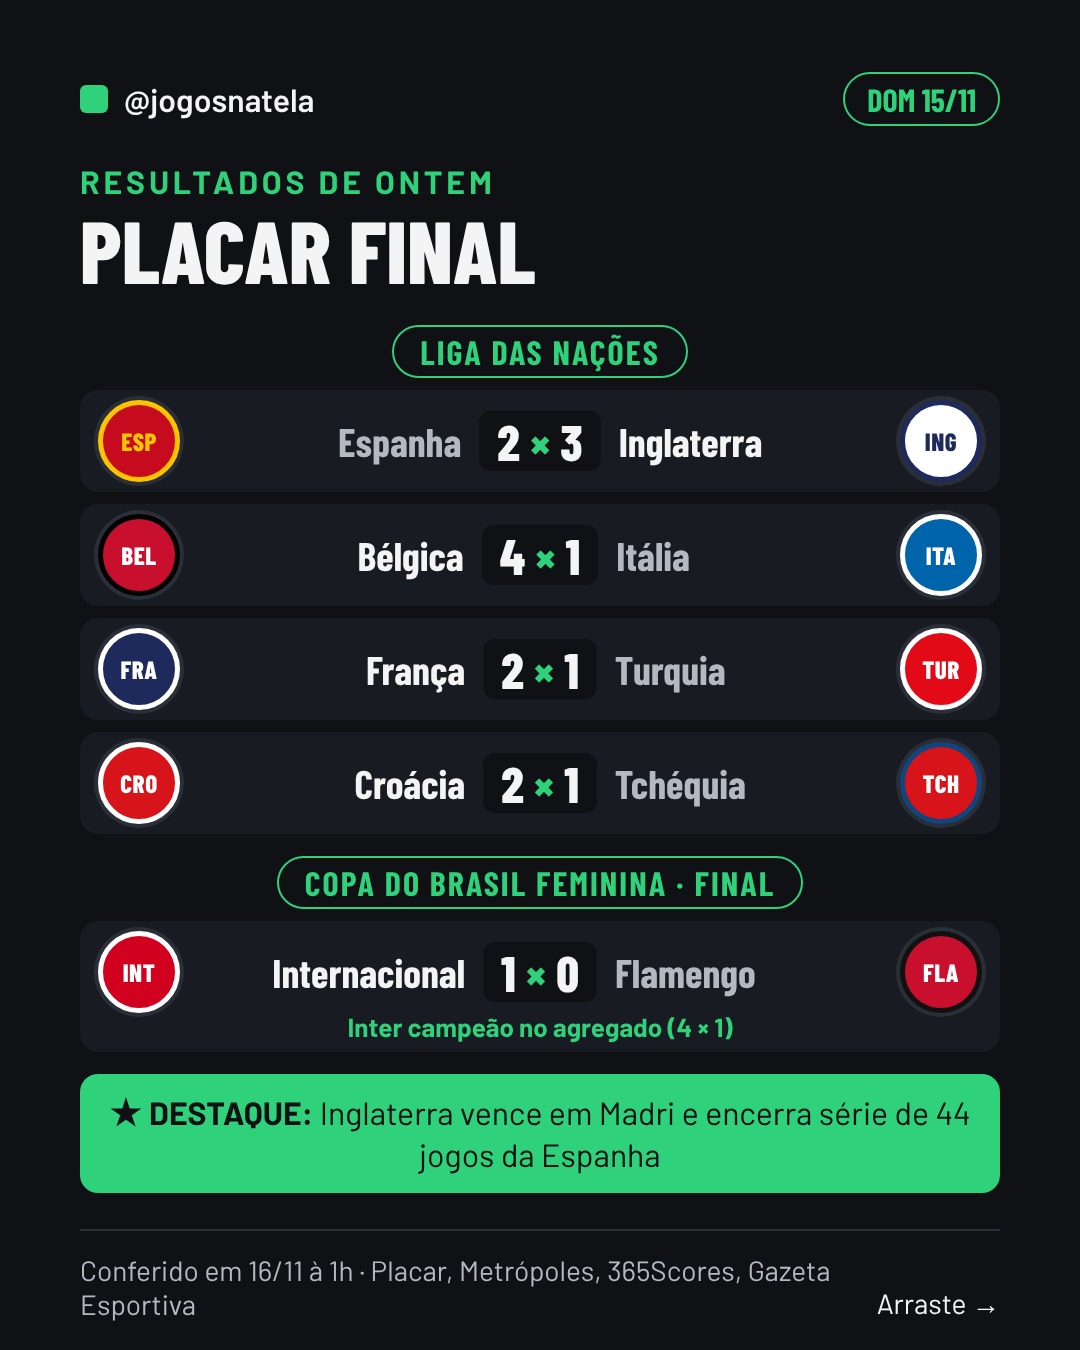 @jogosnatela
DOM 15/11
RESULTADOS DE ONTEM
PLACAR FINAL
LIGA DAS NAÇÕES
ESP Espanha 2 × 3 Inglaterra ING
BEL Bélgica 4 × 1 Itália ITA
FRA França 2 × 1 Turquia TUR
CRO Croácia 2 × 1 Tchéquia TCH
COPA DO BRASIL FEMININA · FINAL
INT Internacional 1 × 0 Flamengo FLA
Inter campeão no agregado (4 × 1)
★ DESTAQUE: Inglaterra vence em Madri e encerra série de 44
jogos da Espanha
Conferido em 16/11 à 1h · Placar, Metrópoles, 365Scores, Gazeta
Esportiva
Arraste →